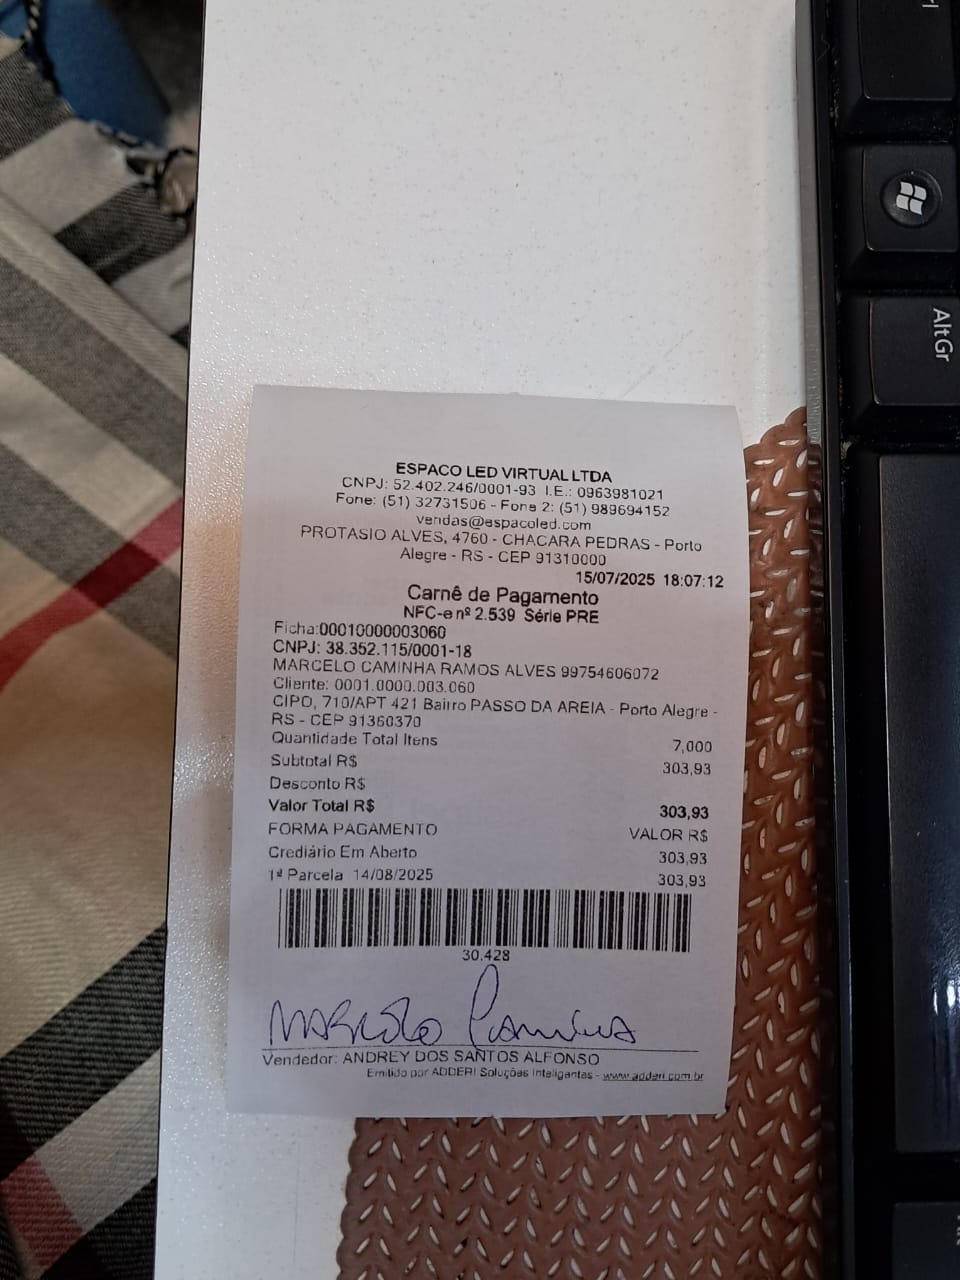 ESPACO LED VIRTUAL LTDA
CNPJ: 52.402.246/0001-93 I.E.: 0963981021
Fone: (51) 32731506 - Fone 2: (51) 989694152
vendas@espacoled.com
PROTASIO ALVES, 4760 - CHACARA PEDRAS - Porto
Alegre - RS - CEP 91310000
15/07/2025 18:07:12
Carnê de Pagamento
NFC-e nº 2.539 Série PRE
Ficha:00010000003060
CNPJ: 38.352.115/0001-18
MARCELO CAMINHA RAMOS ALVES 99754606072
Cliente: 0001.0000.003.060
CIPO, 710/APT 421 Bairro PASSO DA AREIA - Porto Alegre -
RS - CEP 91360370
Quantidade Total Itens 7,000
Subtotal R$ 303,93
Desconto R$
Valor Total R$ 303,93
FORMA PAGAMENTO VALOR R$
Crediário Em Aberto 303,93
1ª Parcela 14/08/2025 303,93
30.428
Marcelo Caminha
Vendedor: ANDREY DOS SANTOS ALFONSO
Emitido por ADDERI Soluções Inteligentes - www.adderi.com.br
AltGr